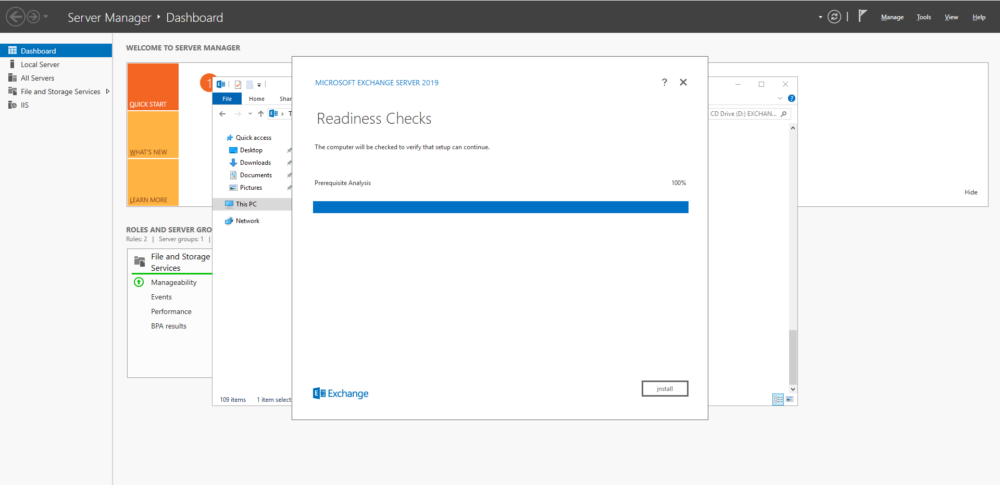 Server Manager ‣ Dashboard
Manage
Tools
View
Help
Dashboard
Local Server
All Servers
File and Storage Services
IIS
WELCOME TO SERVER MANAGER
QUICK START
WHAT'S NEW
LEARN MORE
1
Hide
ROLES AND SERVER GRO
Roles: 2 | Server groups: 1 |
File and Storage
Services
Manageability
Events
Performance
BPA results
File
Home
Shar
T
CD Drive (D:) EXCHAN...
Quick access
Desktop
Downloads
Documents
Pictures
This PC
Network
109 items
1 item select
MICROSOFT EXCHANGE SERVER 2019
?
Readiness Checks
The computer will be checked to verify that setup can continue.
Prerequisite Analysis
100%
E Exchange
install